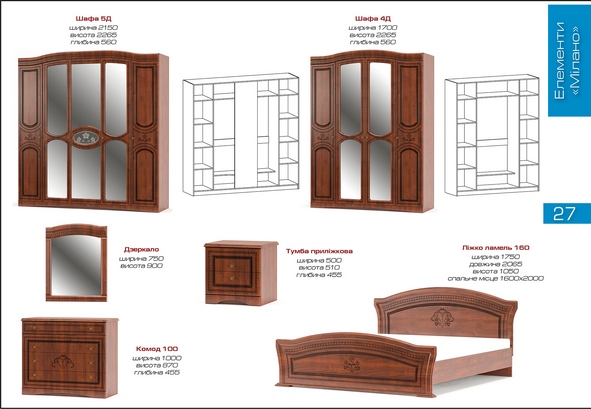 Шафа 5Д
ширина 2150
висота 2265
глибина 560
Шафа 4Д
ширина 1700
висота 2265
глибина 560
Елементи
«Мілано»
27
Дзеркало
ширина 750
висота 900
Тумба приліжкова
ширина 500
висота 510
глибина 455
Ліжко ламель 160
ширина 1750
довжина 2065
висота 1050
спальне місце 1600х2000
Комод 100
ширина 1000
висота 870
глибина 455